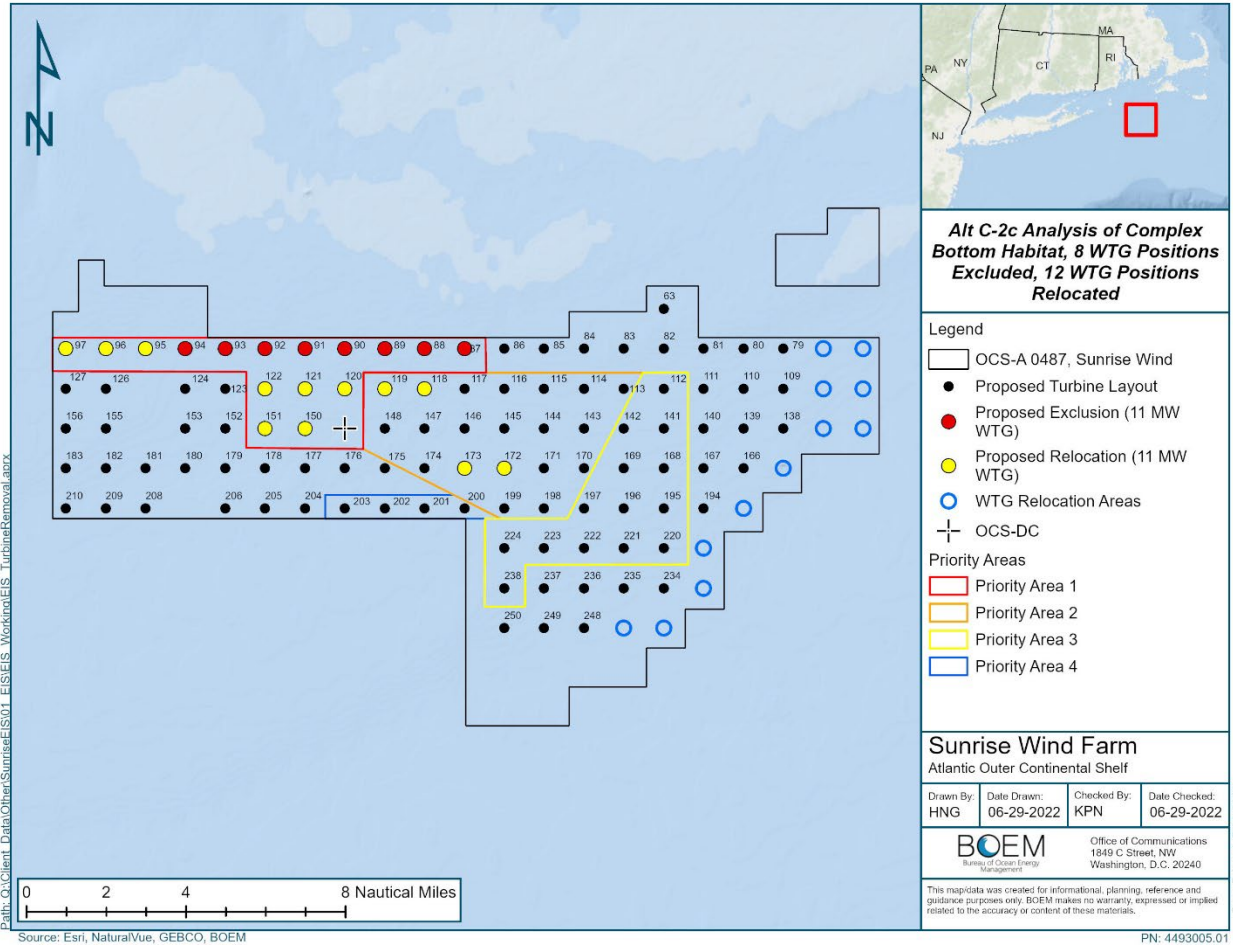 MA
NY
CT
RI
PA
NJ
N
Alt C-2c Analysis of Complex
Bottom Habitat, 8 WTG Positions
Excluded, 12 WTG Positions
Relocated
63
84 83 82
97 96 95 94 93 92 91 90 89 88 87 86 85 81 80 79
127 126 124 123 122 121 120 119 118 117 116 115 114 113 112 111 110 109
156 155 153 152 151 150 148 147 146 145 144 143 142 141 140 139 138
183 182 181 180 179 178 177 176 175 174 173 172 171 170 169 168 167 166
210 209 208 206 205 204 203 202 201 200 199 198 197 196 195 194
224 223 222 221 220
238 237 236 235 234
250 249 248
Legend
OCS-A 0487, Sunrise Wind
Proposed Turbine Layout
Proposed Exclusion (11 MW
WTG)
Proposed Relocation (11 MW
WTG)
WTG Relocation Areas
OCS-DC
Priority Areas
Priority Area 1
Priority Area 2
Priority Area 3
Priority Area 4
Sunrise Wind Farm
Atlantic Outer Continental Shelf
Drawn By: Date Drawn: Checked By: Date Checked:
HNG 06-29-2022 KPN 06-29-2022
BOEM
Bureau of Ocean Energy
Management
Office of Communications
1849 C Street, NW
Washington, D.C. 20240
This map/data was created for informational, planning, reference and
guidance purposes only. BOEM makes no warranty, expressed or implied
related to the accuracy or content of these materials.
0 2 4 8 Nautical Miles
Path: Q:\Client_Data\Other\SunriseEIS\01_EIS\EIS_Working\EIS_TurbineRemoval.aprx
Source: Esri, NaturalVue, GEBCO, BOEM
PN: 4493005.01